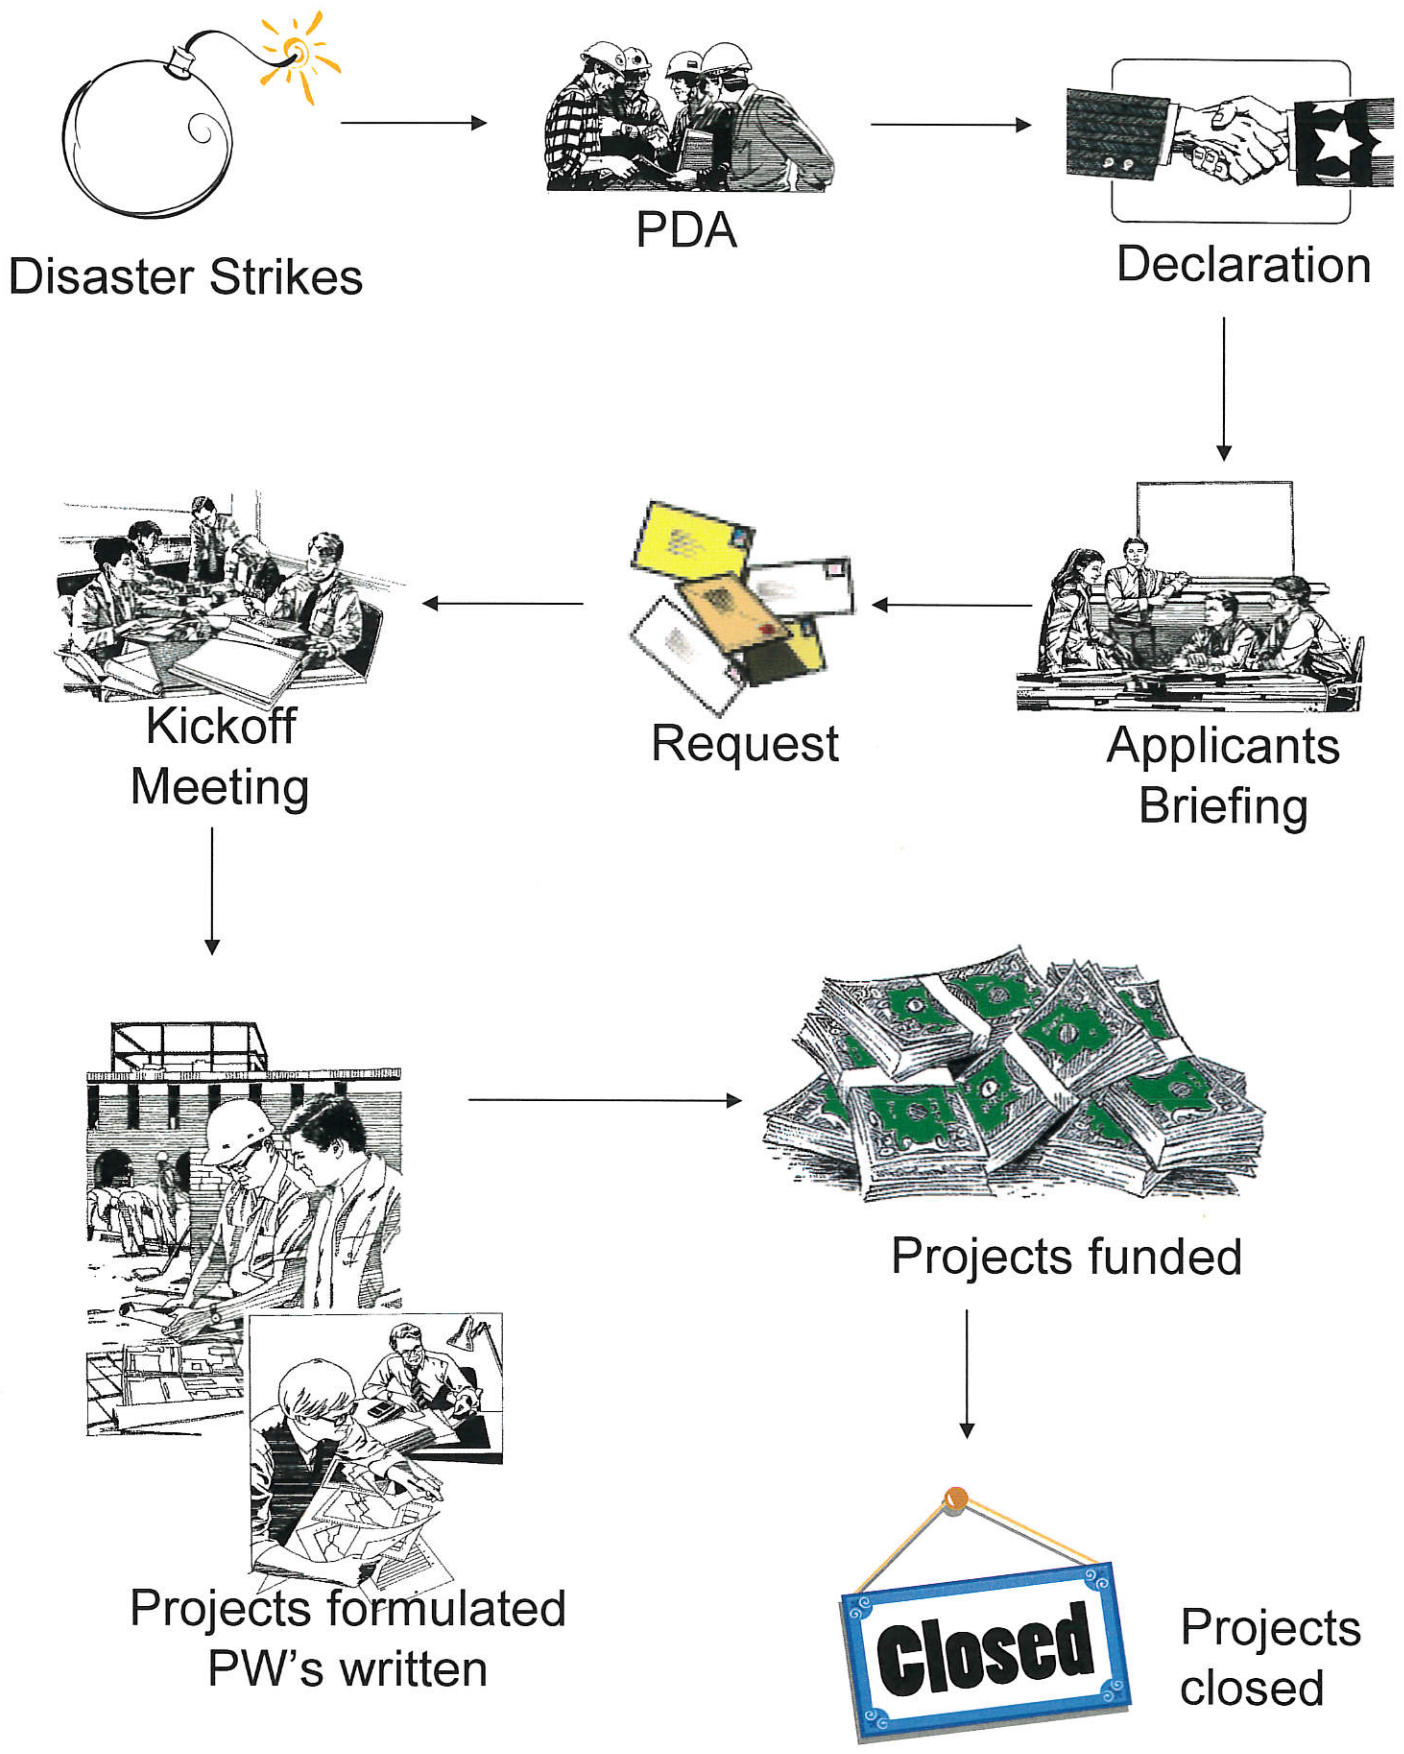 Disaster Strikes
PDA
Declaration
Applicants
Briefing
Request
Kickoff
Meeting
Projects formulated
PW's written
Projects funded
Closed
Projects
closed